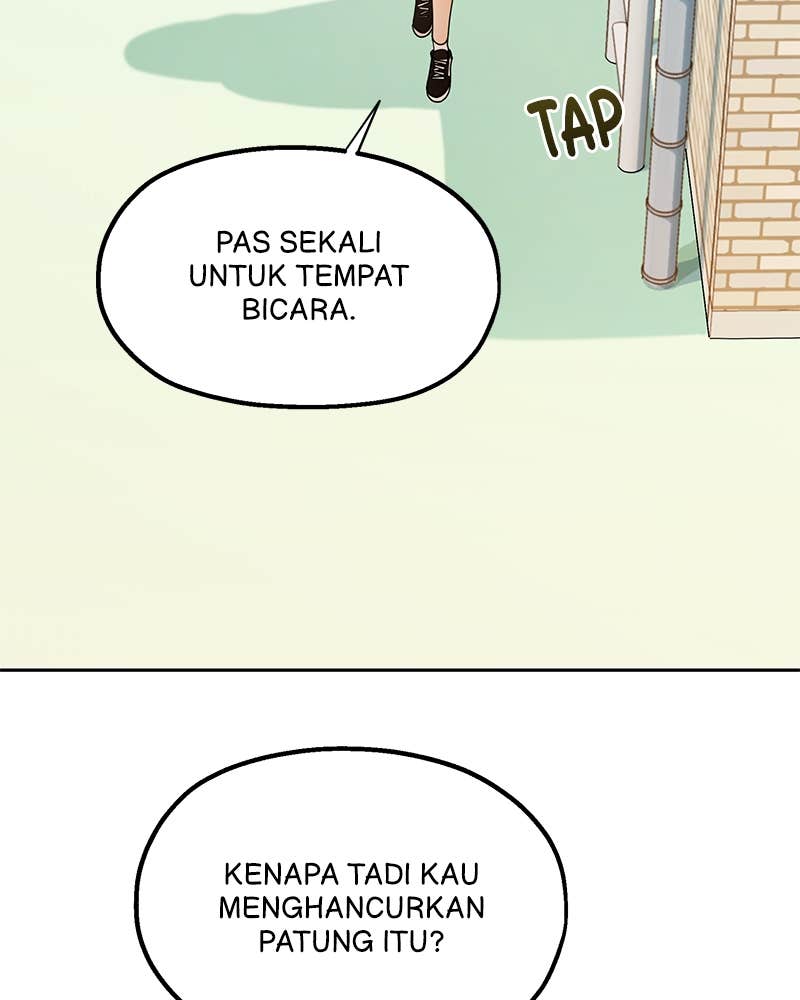 TAP
PAS SEKALI
UNTUK TEMPAT
BICARA.
KENAPA TADI KAU
MENGHANCURKAN
PATUNG ITU?